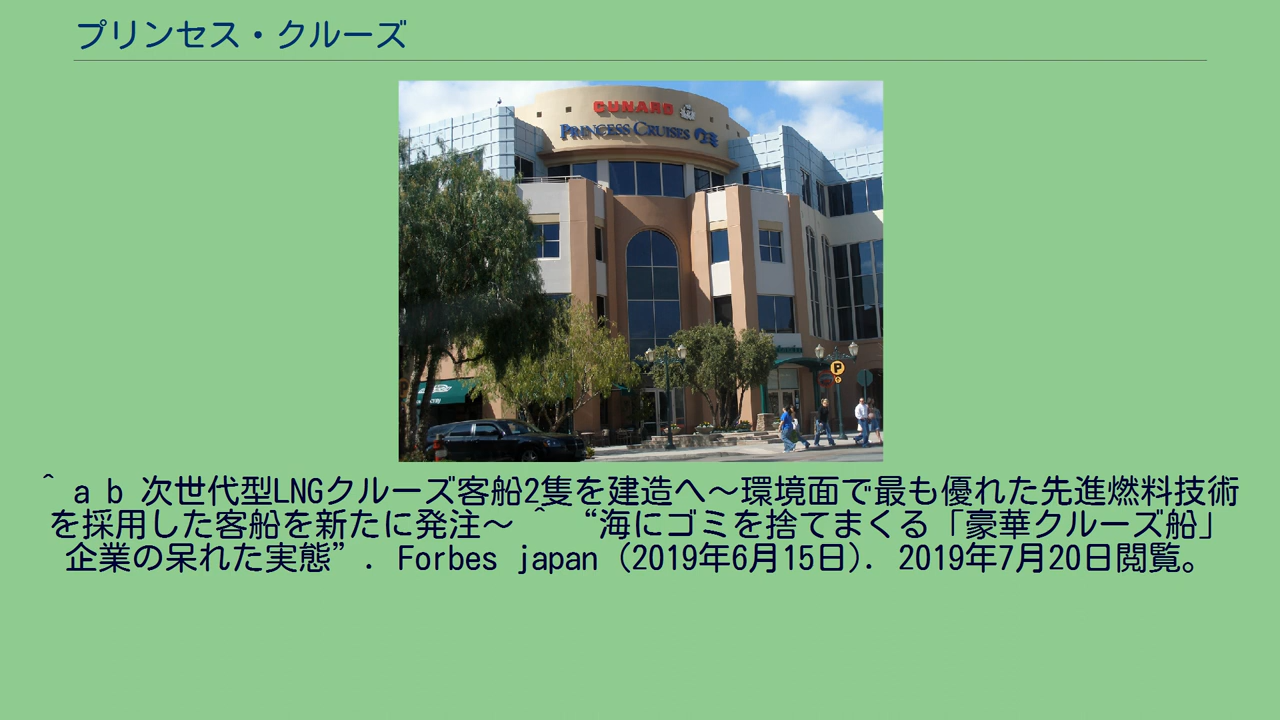 プリンセス・クルーズ
CUNARD
PRINCESS CRUISES
P
^ a b 次世代型LNGクルーズ客船2隻を建造へ～環境面で最も優れた先進燃料技術
を採用した客船を新たに発注～ ^ “海にゴミを捨てまくる「豪華クルーズ船」
企業の呆れた実態”. Forbes japan (2019年6月15日). 2019年7月20日閲覧。